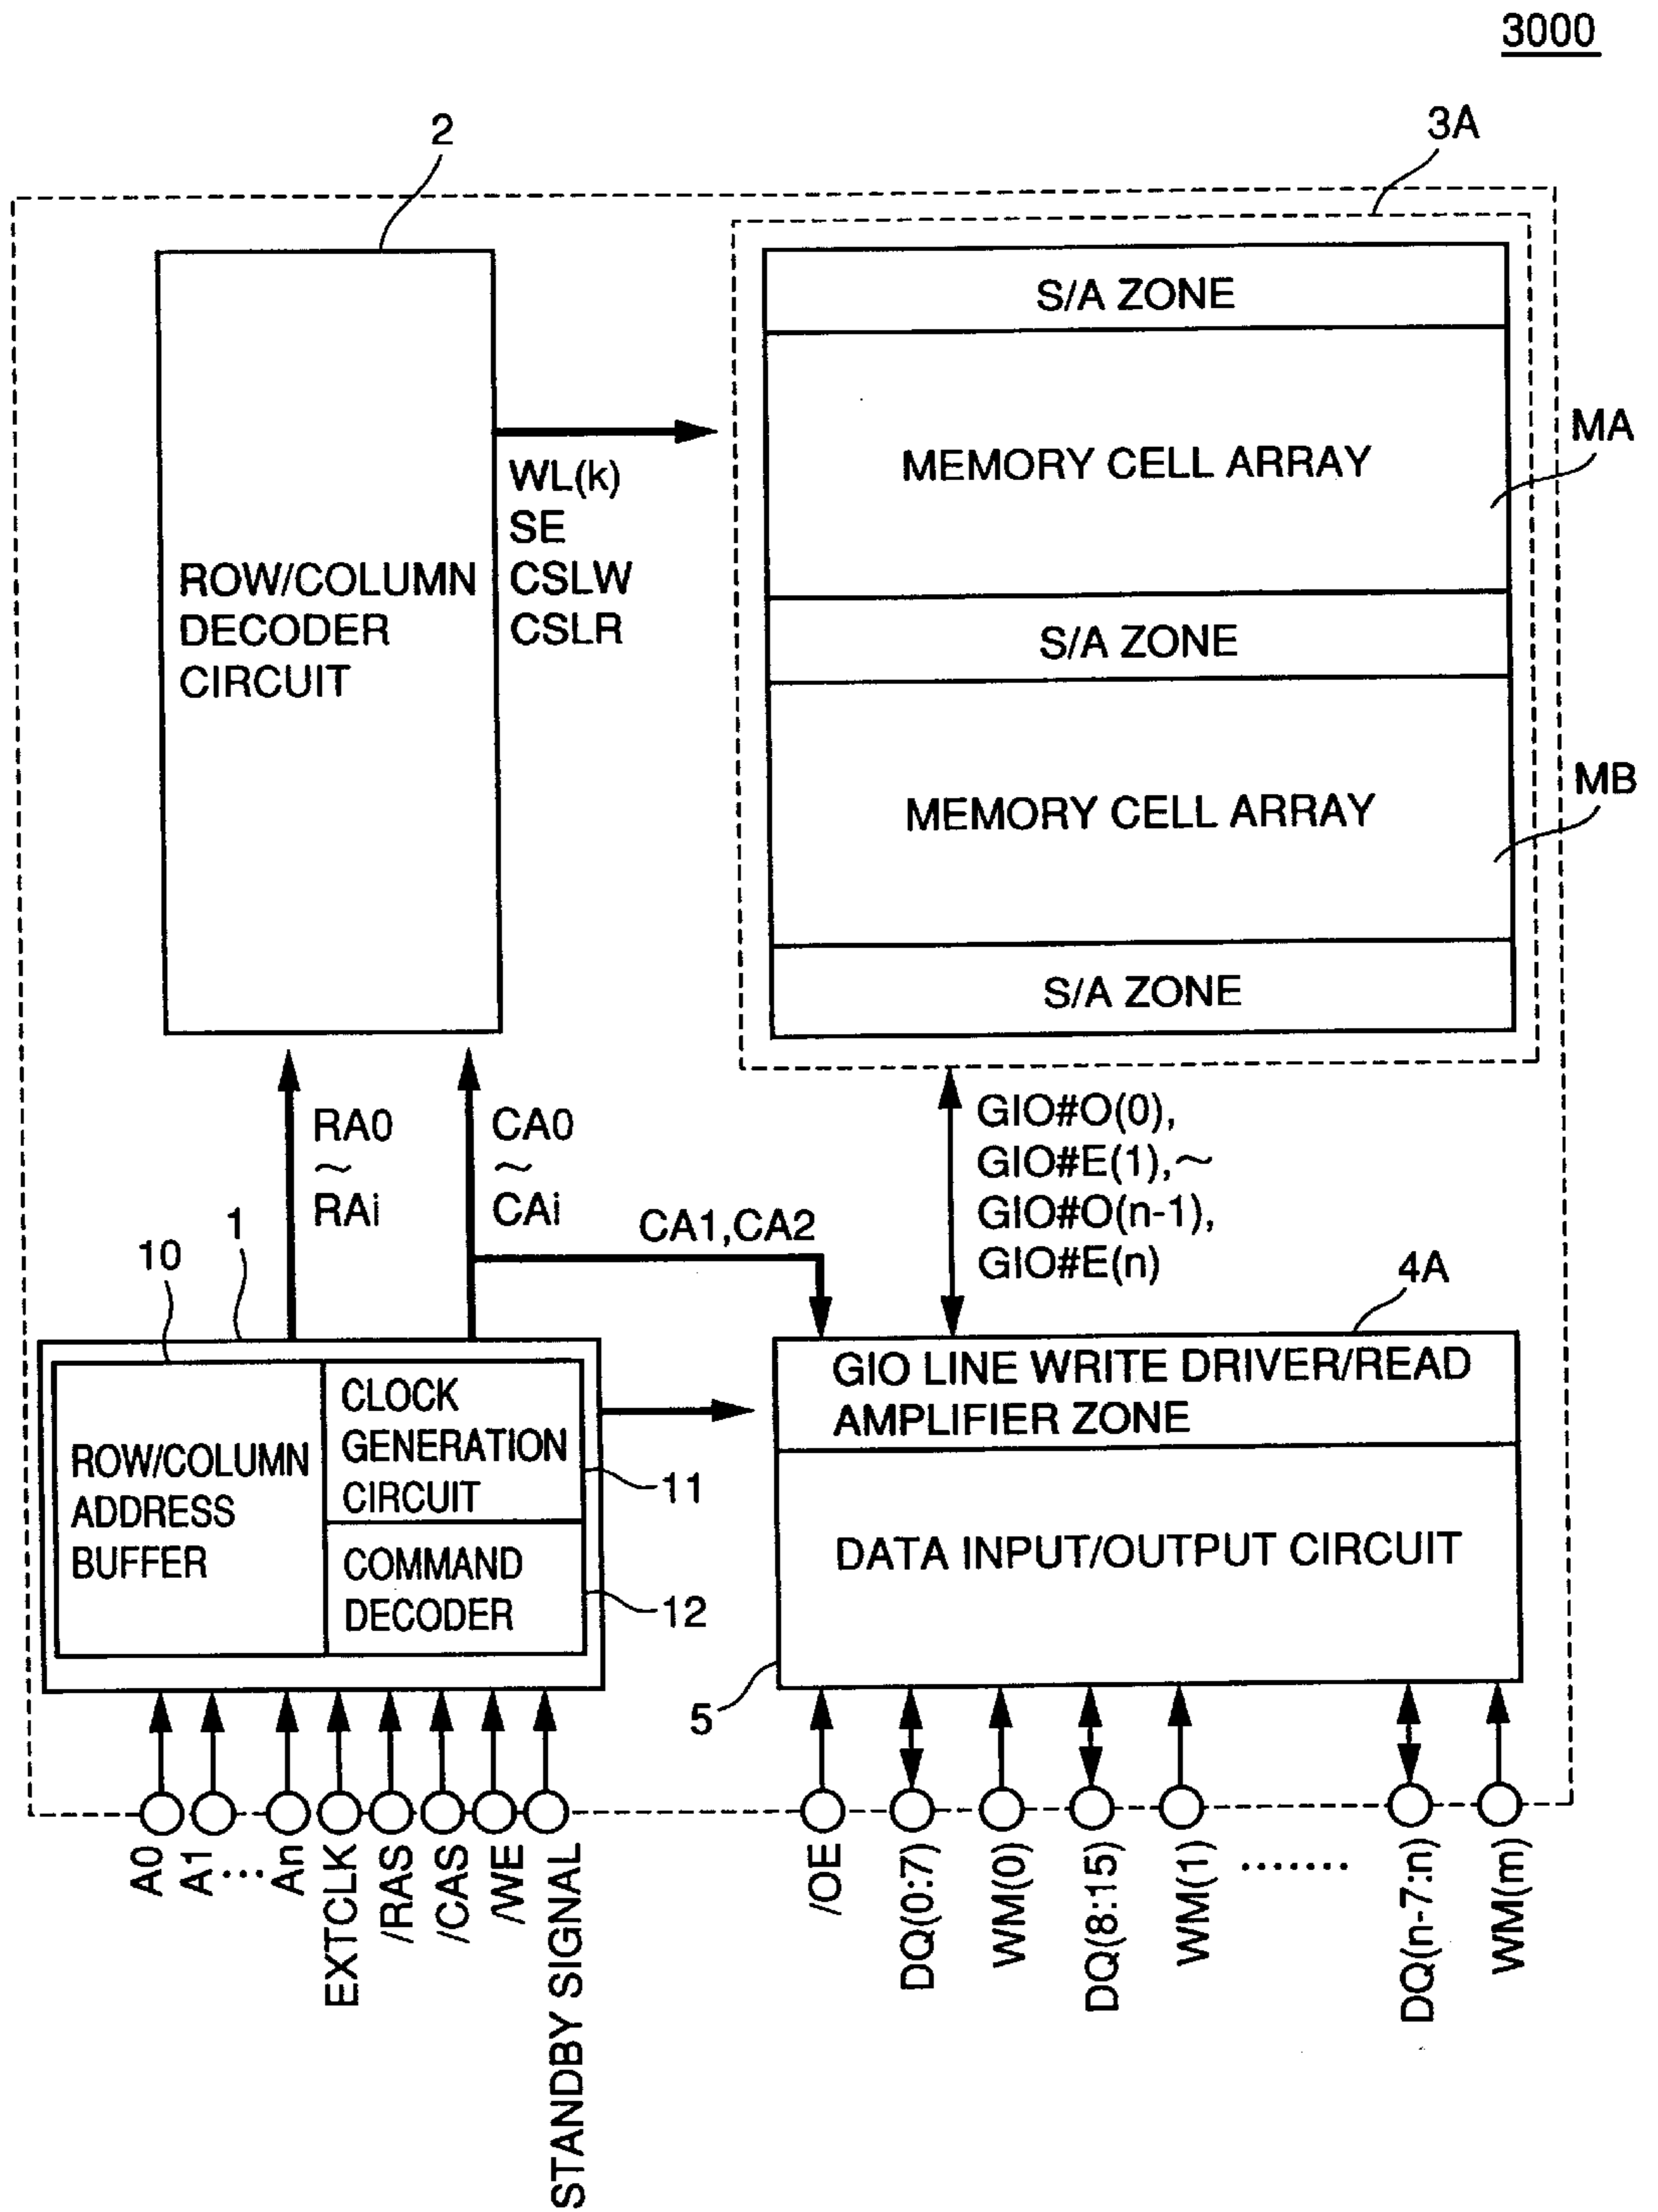 3000
2
3A
S/A ZONE
MA
MEMORY CELL ARRAY
WL(k)
SE
CSLW
CSLR
ROW/COLUMN
DECODER
CIRCUIT
S/A ZONE
MB
MEMORY CELL ARRAY
S/A ZONE
RA0
~
RAi
CA0
~
CAi
GIO#O(0),
GIO#E(1),~
GIO#O(n-1),
GIO#E(n)
CA1,CA2
1
10
4A
ROW/COLUMN
ADDRESS
BUFFER
CLOCK
GENERATION
CIRCUIT
11
COMMAND
DECODER
12
GIO LINE WRITE DRIVER/READ
AMPLIFIER ZONE
DATA INPUT/OUTPUT CIRCUIT
5
A0
A1
.....
An
EXTCLK
/RAS
/CAS
/WE
STANDBY SIGNAL
/OE
DQ(0:7)
WM(0)
DQ(8:15)
WM(1)
........
DQ(n-7:n)
WM(m)